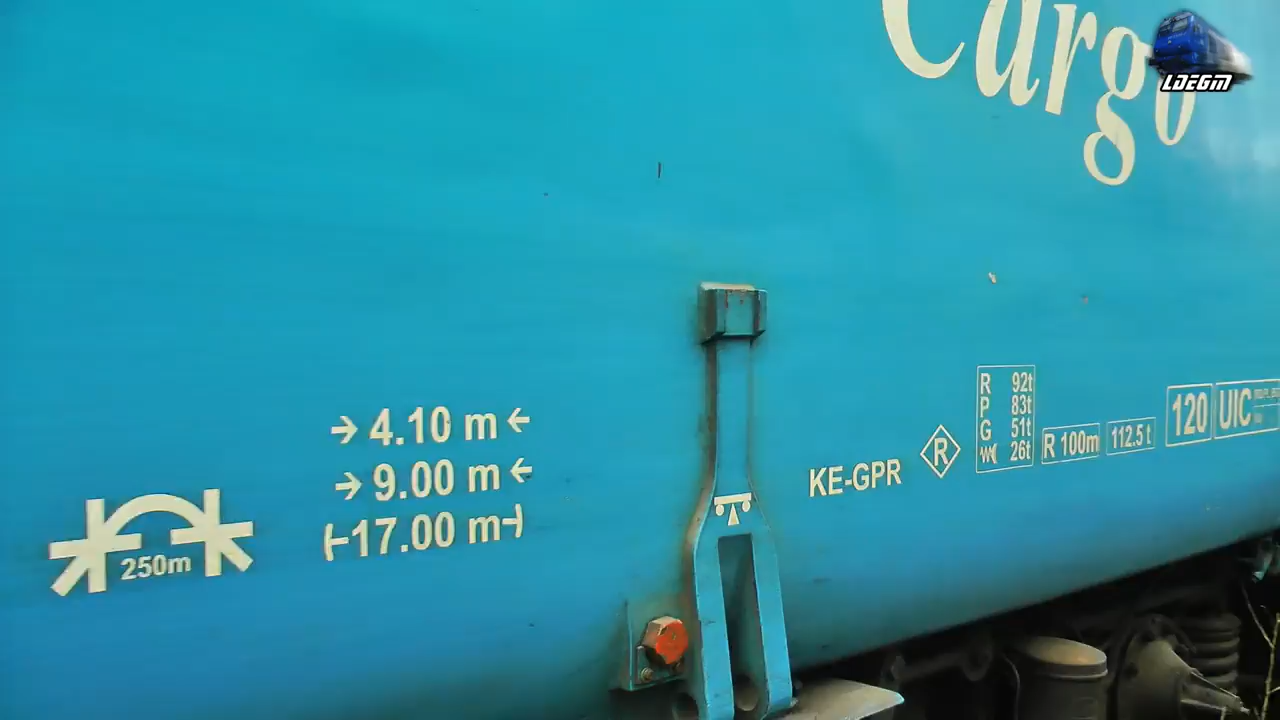 Cargo
LDEGM
→ 4.10 m ←
→ 9.00 m ←
17.00 m
250m
KE-GPR
R
R 92t
P 83t
G 51t
26t
R 100m
112.5 t
120
UIC